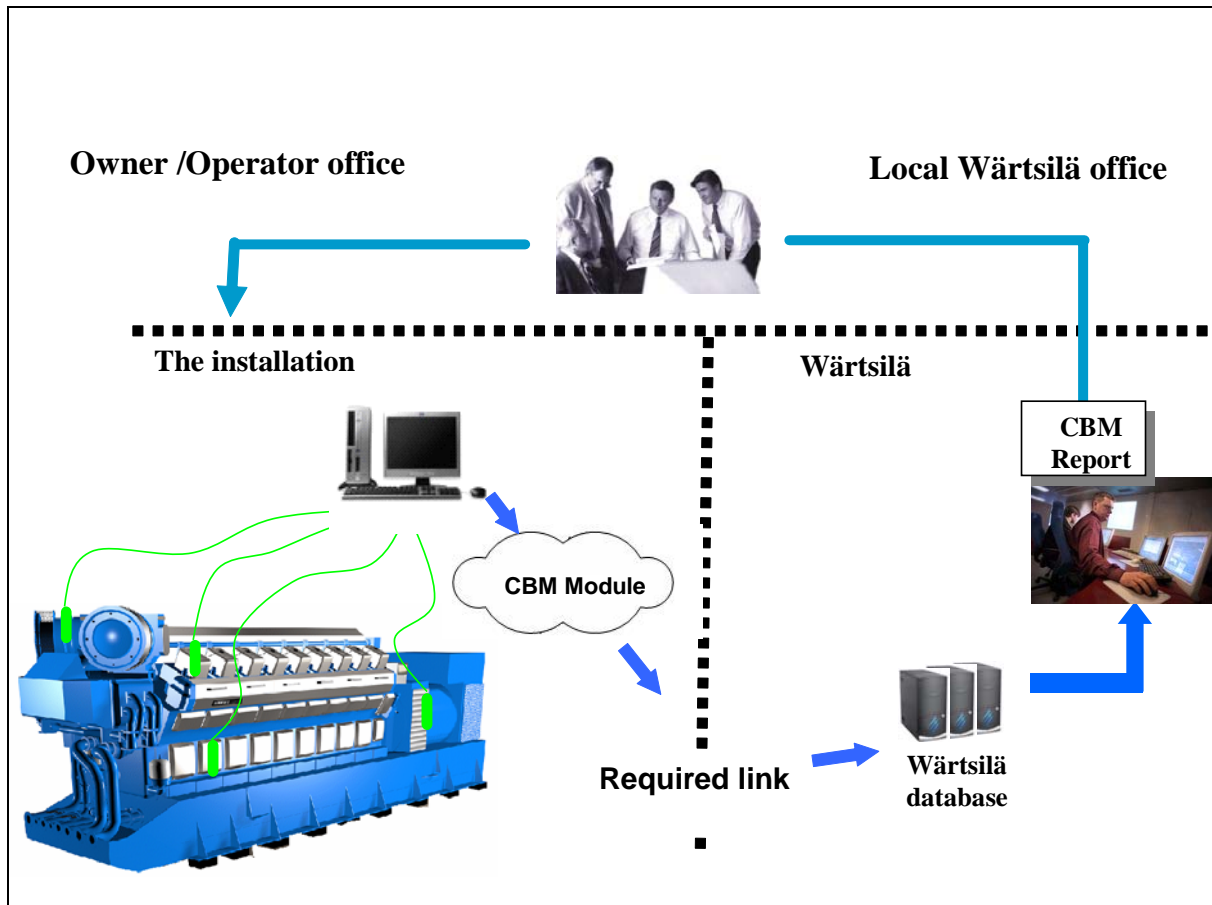 Owner /Operator office
Local Wärtsilä office
The installation
Wärtsilä
CBM
Report
CBM Module
Required link
Wärtsilä
database